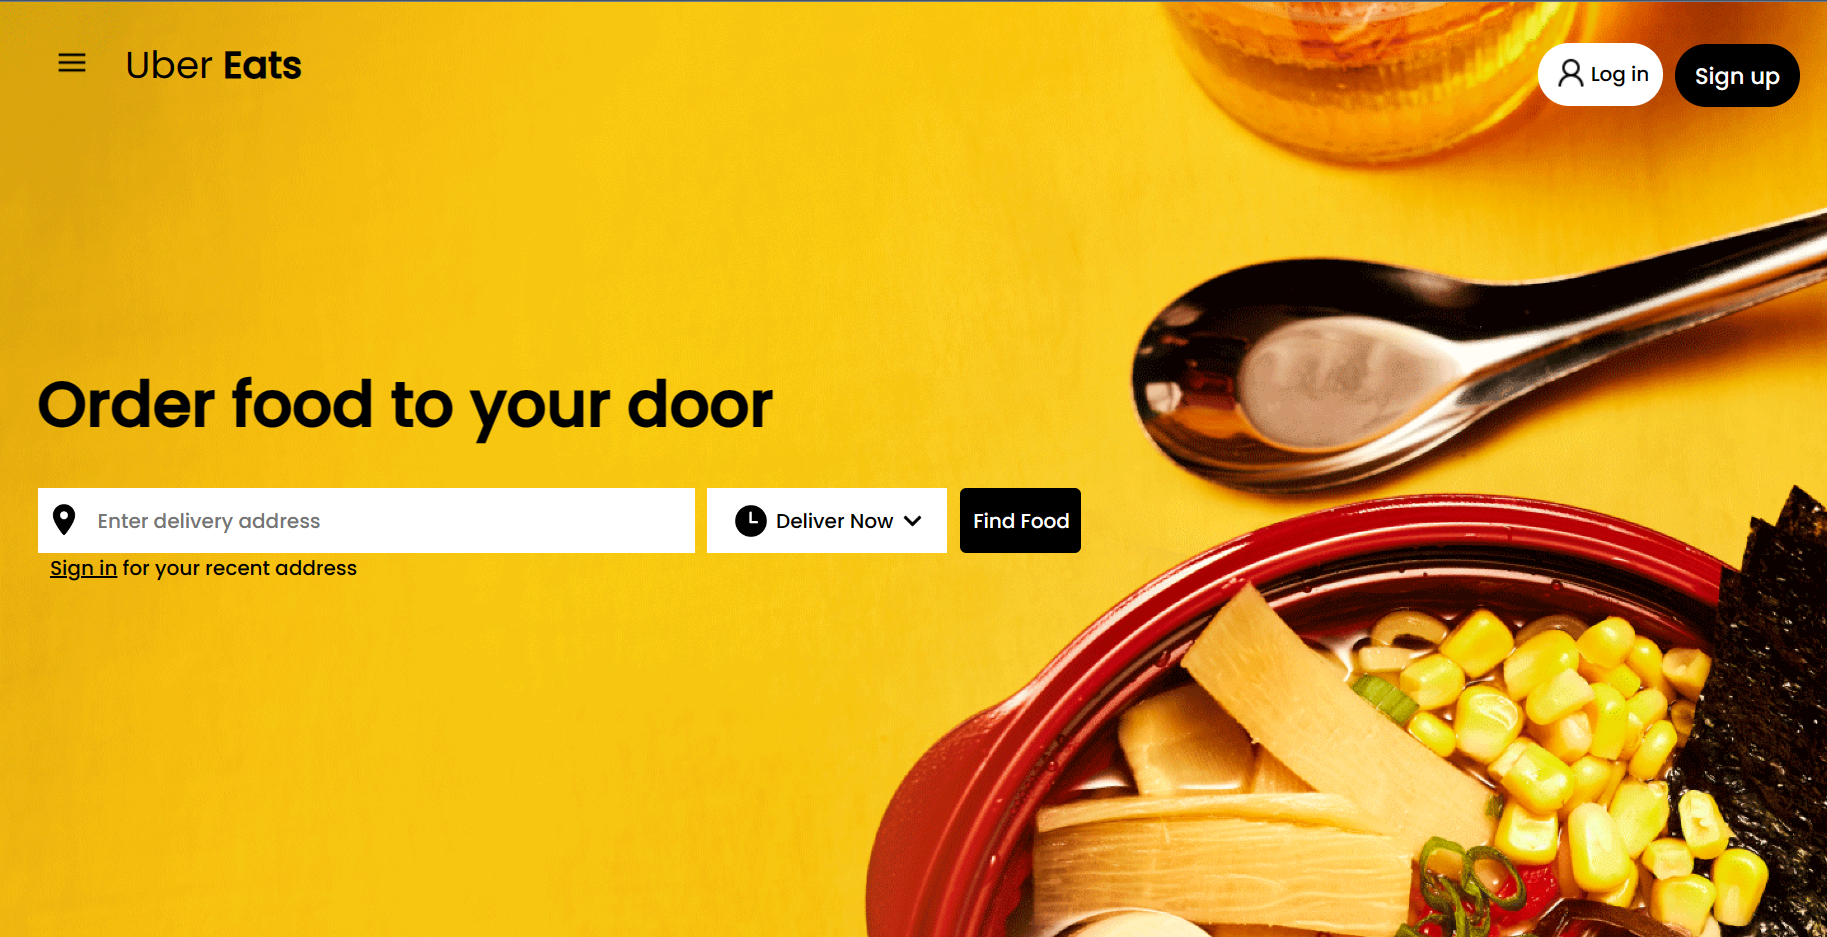 Uber Eats
Log in
Sign up
Order food to your door
Enter delivery address
Deliver Now
Find Food
Sign in for your recent address